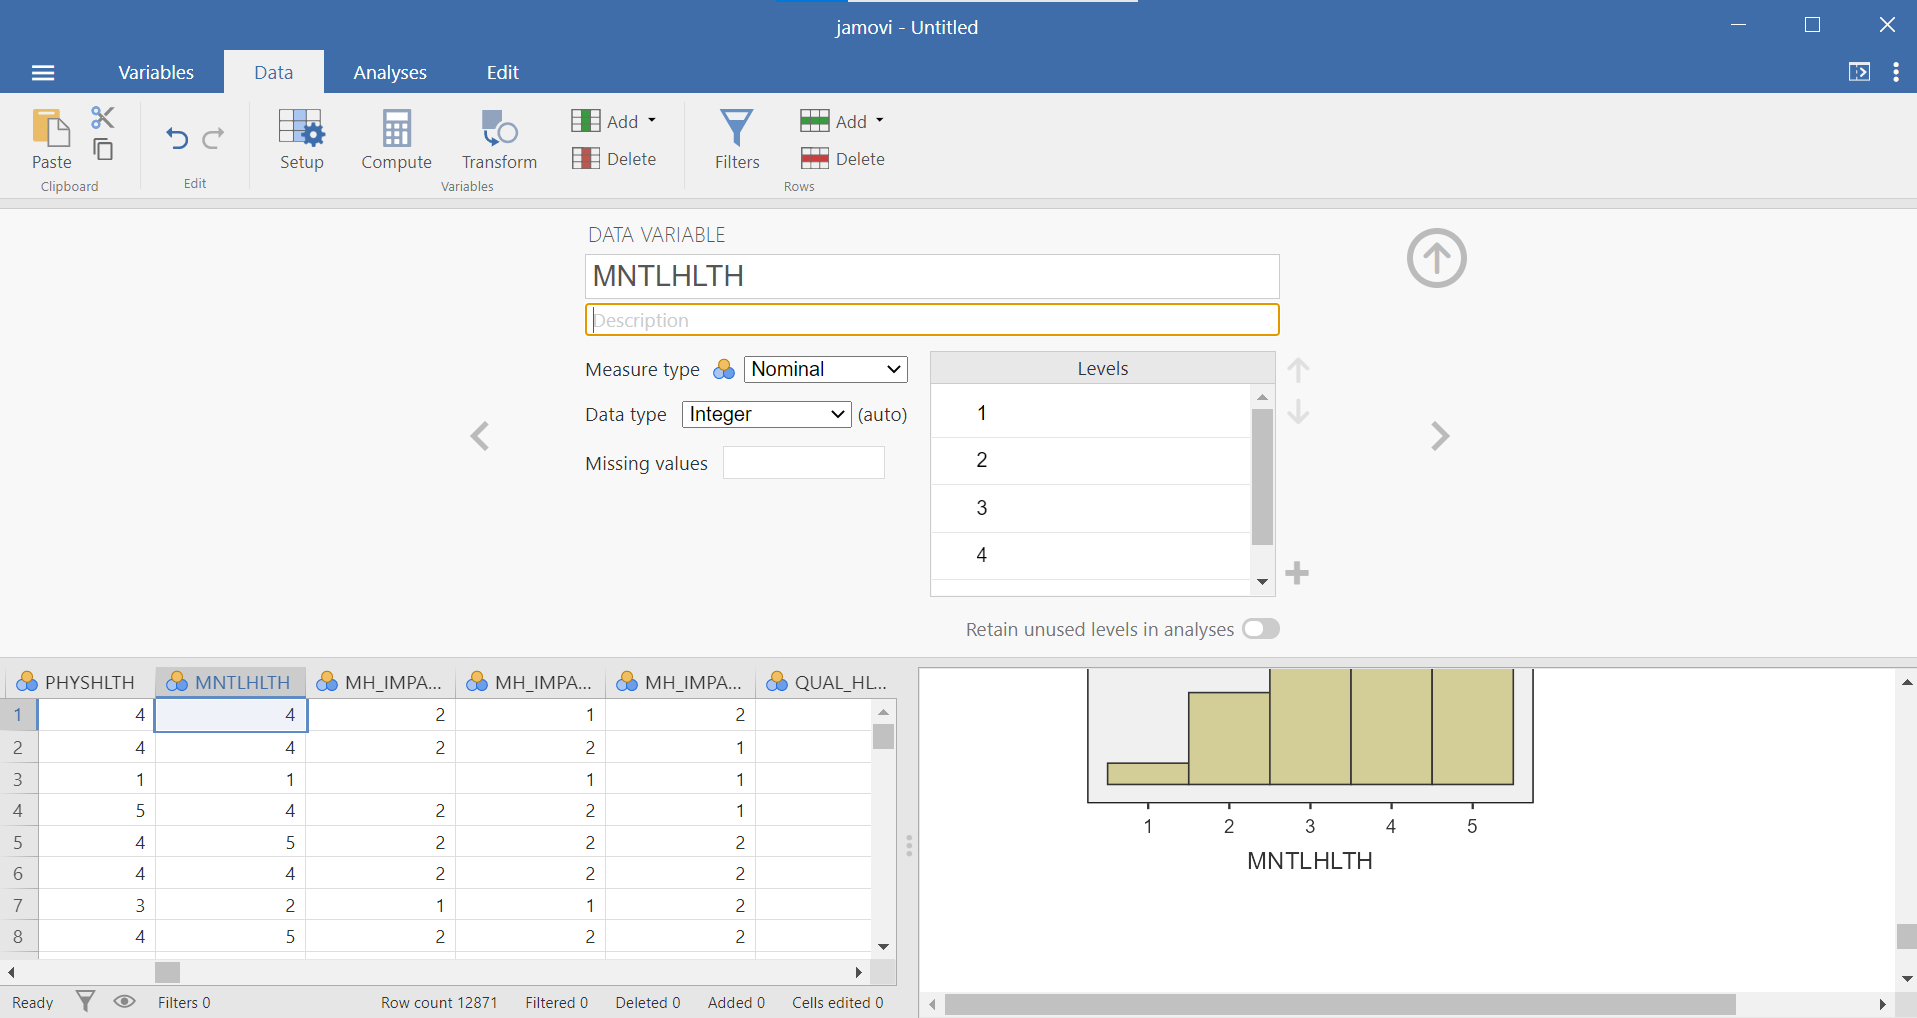 jamovi - Untitled
Variables Data Analyses Edit
Paste
Clipboard
Edit
Setup Compute Transform
Add
Delete
Variables
Filters
Add
Delete
Rows
DATA VARIABLE
MNTLHLTH
Description
Measure type Nominal
Data type Integer (auto)
Missing values
Levels
1
2
3
4
Retain unused levels in analyses
PHYSHLTH MNTLHLTH MH_IMPA... MH_IMPA... MH_IMPA... QUAL_HL...
1 4 4 2 1 2
2 4 4 2 2 1
3 1 1 1 1
4 5 4 2 2 1
5 4 5 2 2 2
6 4 4 2 2 2
7 3 2 1 1 2
8 4 5 2 2 2
1 2 3 4 5
MNTLHLTH
Ready Filters 0 Row count 12871 Filtered 0 Deleted 0 Added 0 Cells edited 0